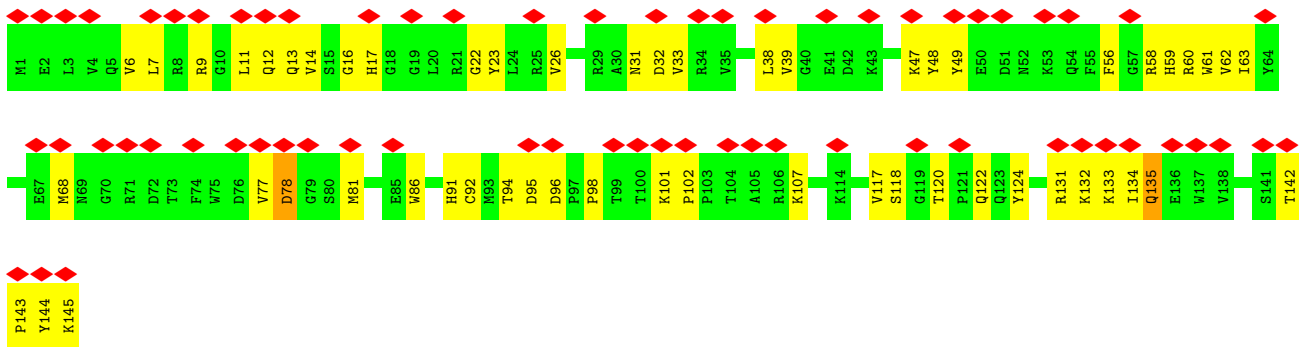 M1 E2 L3 V4 Q5 V6 L7 R8 R9 G10 L11 Q12 Q13 V14 S15 G16 H17 G18 G19 L20 R21 G22 Y23 L24 R25 V26 R29 A30 N31 D32 V33 R34 V35 L38 V39 G40 E41 D42 K43 K47 Y48 Y49 E50 D51 N52 K53 Q54 F55 F56 G57 R58 H59 R60 W61 V62 I63 Y64
E67 M68 N69 G70 R71 D72 T73 F74 W75 D76 V77 D78 G79 S80 M81 E85 W86 H91 C92 M93 T94 D95 D96 P97 P98 T99 T100 K101 P102 P103 T104 A105 R106 K107 K114 V117 S118 G119 T120 P121 Q122 Q123 Y124 R131 K132 K133 I134 Q135 E136 W137 V138 S141 T142
P143 Y144 K145